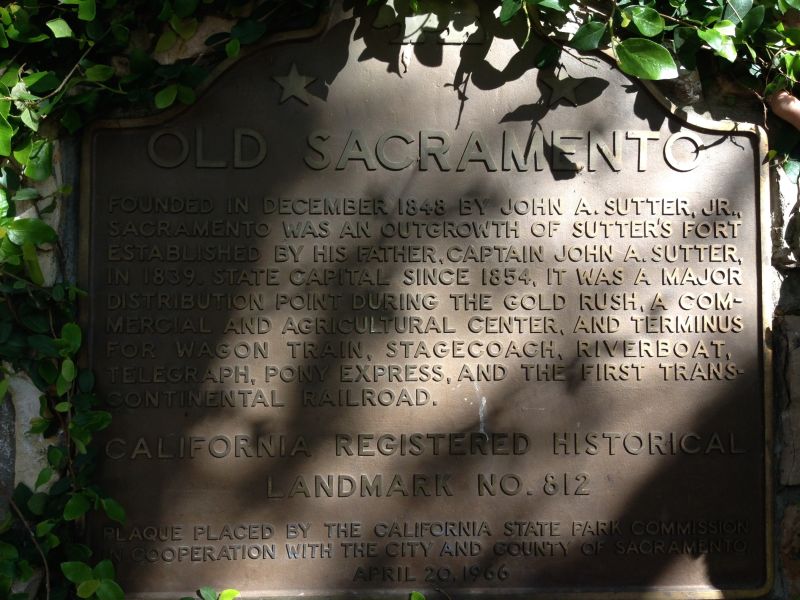 OLD SACRAMENTO
FOUNDED IN DECEMBER 1848 BY JOHN A. SUTTER, JR.,
SACRAMENTO WAS AN OUTGROWTH OF SUTTER'S FORT
ESTABLISHED BY HIS FATHER, CAPTAIN JOHN A. SUTTER,
IN 1839. STATE CAPITAL SINCE 1854, IT WAS A MAJOR
DISTRIBUTION POINT DURING THE GOLD RUSH, A COM-
MERCIAL AND AGRICULTURAL CENTER, AND TERMINUS
FOR WAGON TRAIN, STAGECOACH, RIVERBOAT,
TELEGRAPH, PONY EXPRESS, AND THE FIRST TRANS-
CONTINENTAL RAILROAD.
CALIFORNIA REGISTERED HISTORICAL
LANDMARK NO. 812
PLAQUE PLACED BY THE CALIFORNIA STATE PARK COMMISSION
IN COOPERATION WITH THE CITY AND COUNTY OF SACRAMENTO,
APRIL 20, 1966